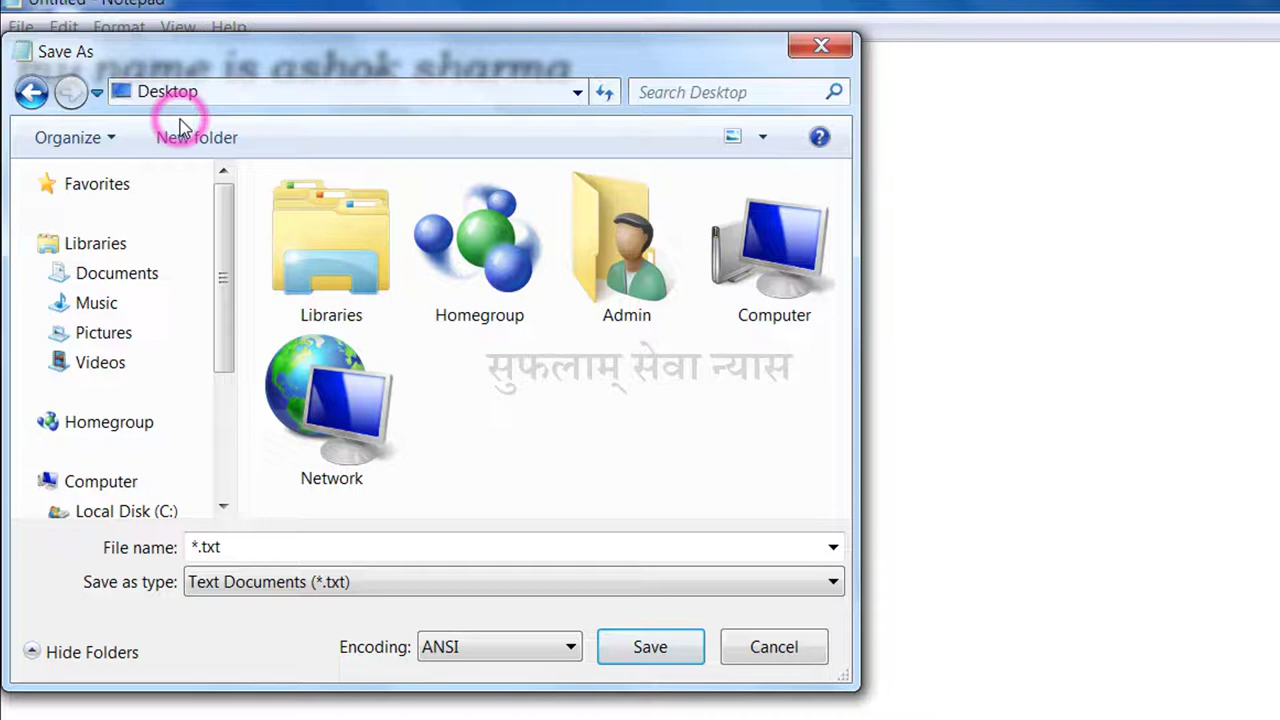 Untitled - Notepad
File Edit Format View Help
Save As
my name is ashok sharma
Desktop
Search Desktop
Organize
New folder
Favorites
Libraries
Documents
Music
Pictures
Videos
Homegroup
Computer
Local Disk (C:)
Libraries
Homegroup
Admin
Computer
सुफलाम् सेवा न्यास
Network
File name: *.txt
Save as type: Text Documents (*.txt)
Hide Folders
Encoding: ANSI
Save
Cancel